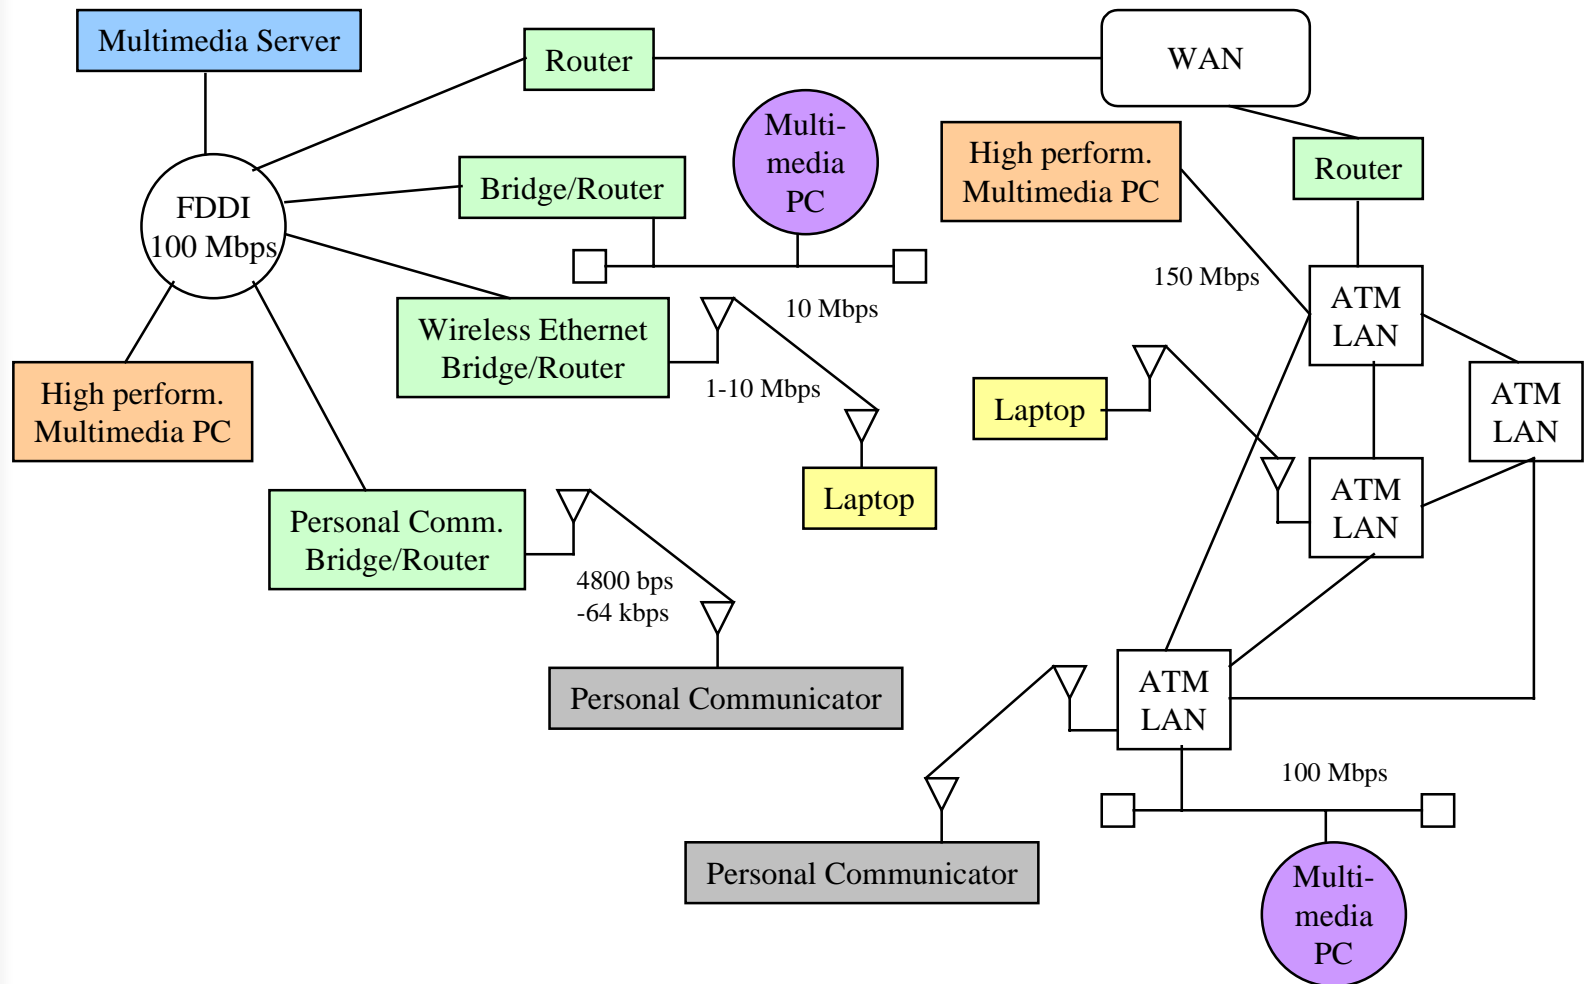 Multimedia Server
Router
WAN
Multi-
media
PC
High perform.
Multimedia PC
Router
Bridge/Router
FDDI
100 Mbps
150 Mbps
ATM
LAN
10 Mbps
Wireless Ethernet
Bridge/Router
1-10 Mbps
High perform.
Multimedia PC
Laptop
ATM
LAN
Laptop
ATM
LAN
Personal Comm.
Bridge/Router
4800 bps
-64 kbps
Personal Communicator
ATM
LAN
100 Mbps
Personal Communicator
Multi-
media
PC